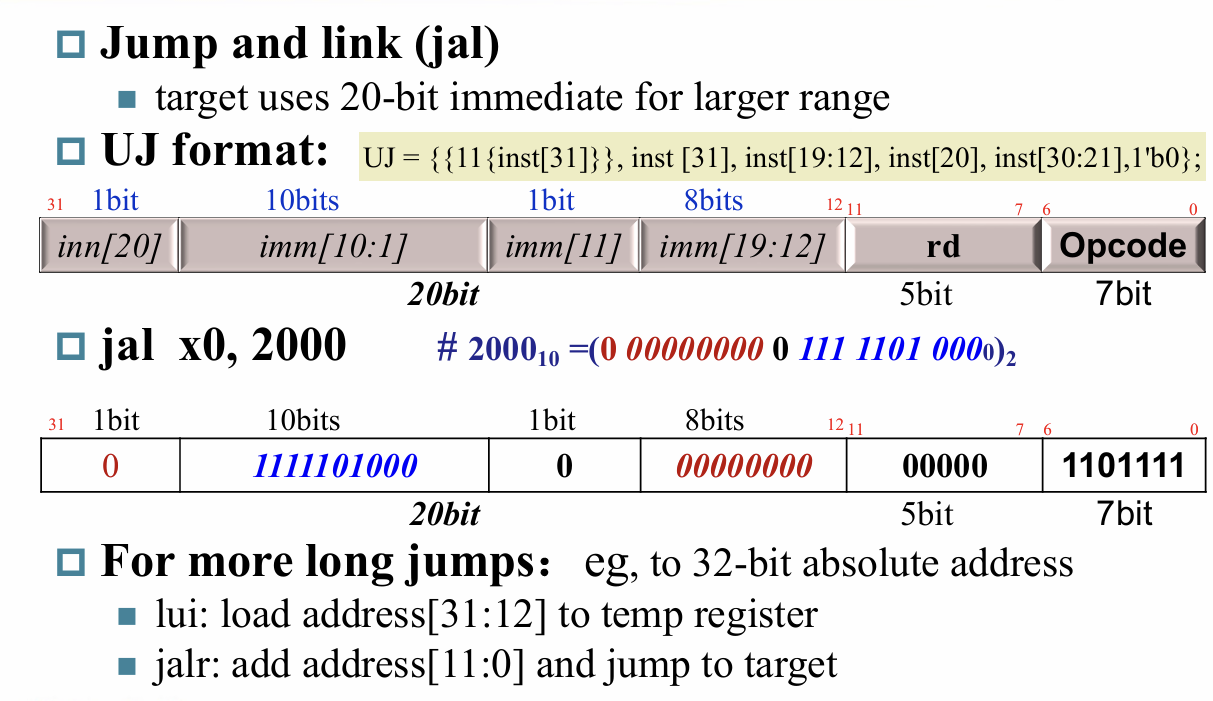 Jump and link (jal)
target uses 20-bit immediate for larger range
UJ format: UJ = {{11{inst[31]}}, inst [31], inst[19:12], inst[20], inst[30:21],1'b0};
31 1bit 10bits 1bit 8bits 12 11 7 6 0
inn[20] imm[10:1] imm[11] imm[19:12] rd Opcode
20bit 5bit 7bit
jal x0, 2000 # 2000₁₀ =(0 00000000 0 111 1101 0000)₂
31 1bit 10bits 1bit 8bits 12 11 7 6 0
0 1111101000 0 00000000 00000 1101111
20bit 5bit 7bit
For more long jumps： eg, to 32-bit absolute address
lui: load address[31:12] to temp register
jalr: add address[11:0] and jump to target